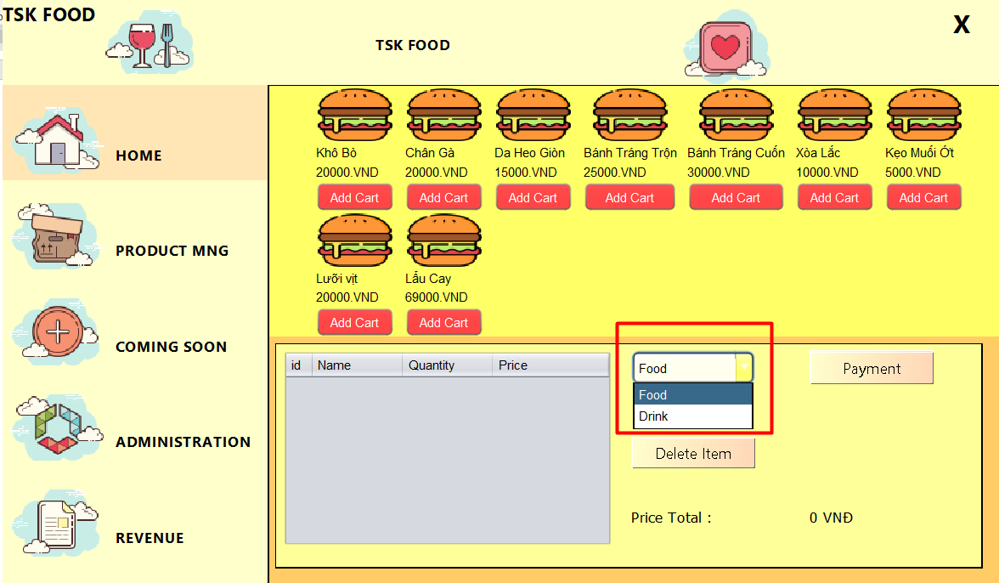 TSK FOOD
TSK FOOD
X
HOME
PRODUCT MNG
COMING SOON
ADMINISTRATION
REVENUE
Khô Bò Chân Gà Da Heo Giòn Bánh Tráng Trộn Bánh Tráng Cuốn Xòa Lắc Kẹo Muối Ớt
20000.VND 20000.VND 15000.VND 25000.VND 30000.VND 10000.VND 5000.VND
Add Cart Add Cart Add Cart Add Cart Add Cart Add Cart Add Cart
Lưỡi vịt Lẩu Cay
20000.VND 69000.VND
Add Cart Add Cart
id Name Quantity Price
Food
Food
Drink
Payment
Delete Item
Price Total : 0 VNĐ